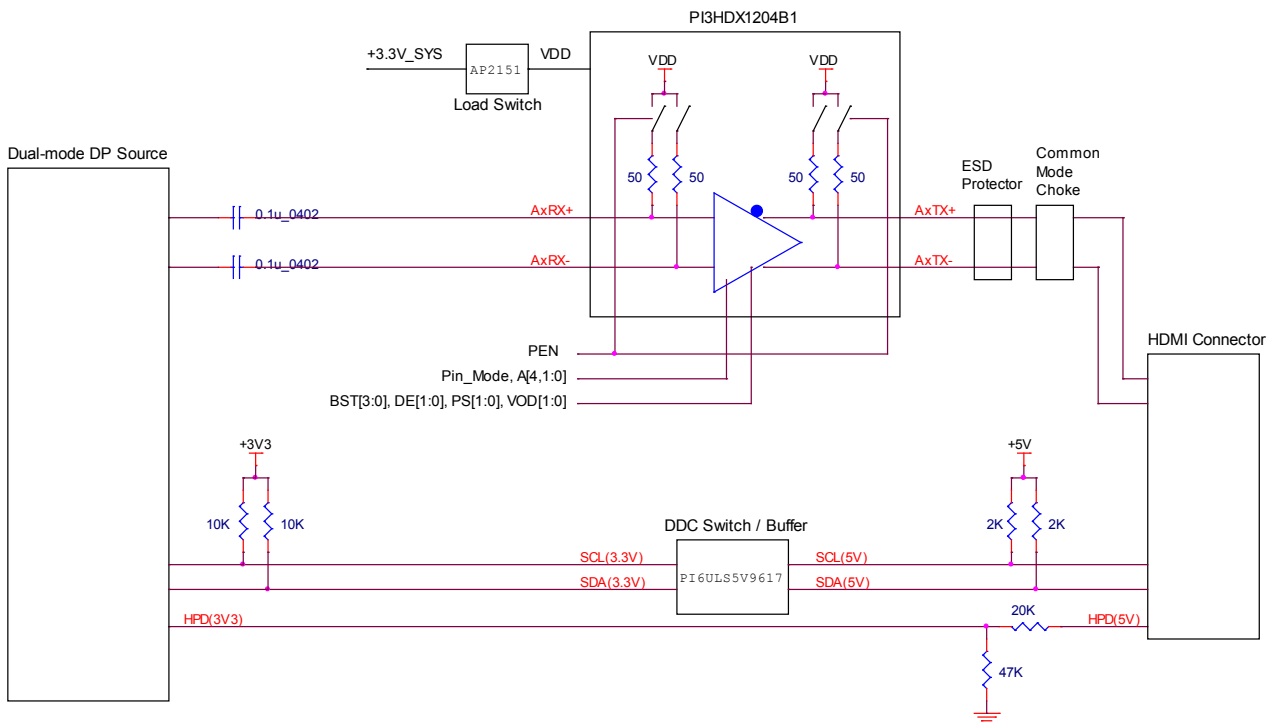 PI3HDX1204B1
+3.3V_SYS
VDD
AP2151
Load Switch
VDD
VDD
Dual-mode DP Source
50
50
50
50
ESD
Protector
Common
Mode
Choke
0.1u_0402
AxRX+
AxTX+
0.1u_0402
AxRX-
AxTX-
HDMI Connector
PEN
Pin_Mode, A[4,1:0]
BST[3:0], DE[1:0], PS[1:0], VOD[1:0]
+3V3
+5V
10K
10K
DDC Switch / Buffer
2K
2K
SCL(3.3V)
SCL(5V)
PI6ULS5V9617
SDA(3.3V)
SDA(5V)
HPD(3V3)
20K
HPD(5V)
47K